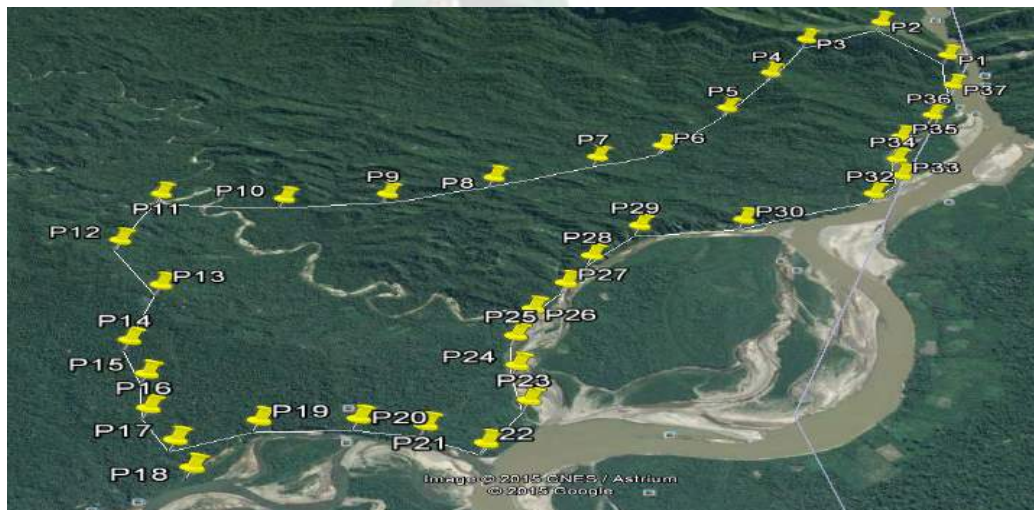 P2
P3
P1
P4
P37
P5
P36
P35
P6
P34
P7
P33
P8
P32
P9
P10
P11
P30
P29
P12
P28
P13
P27
P26
P25
P14
P24
P15
P23
P16
P19
P20
P17
P21
22
P18
Image © 2015 CNES / Astrium
© 2015 Google